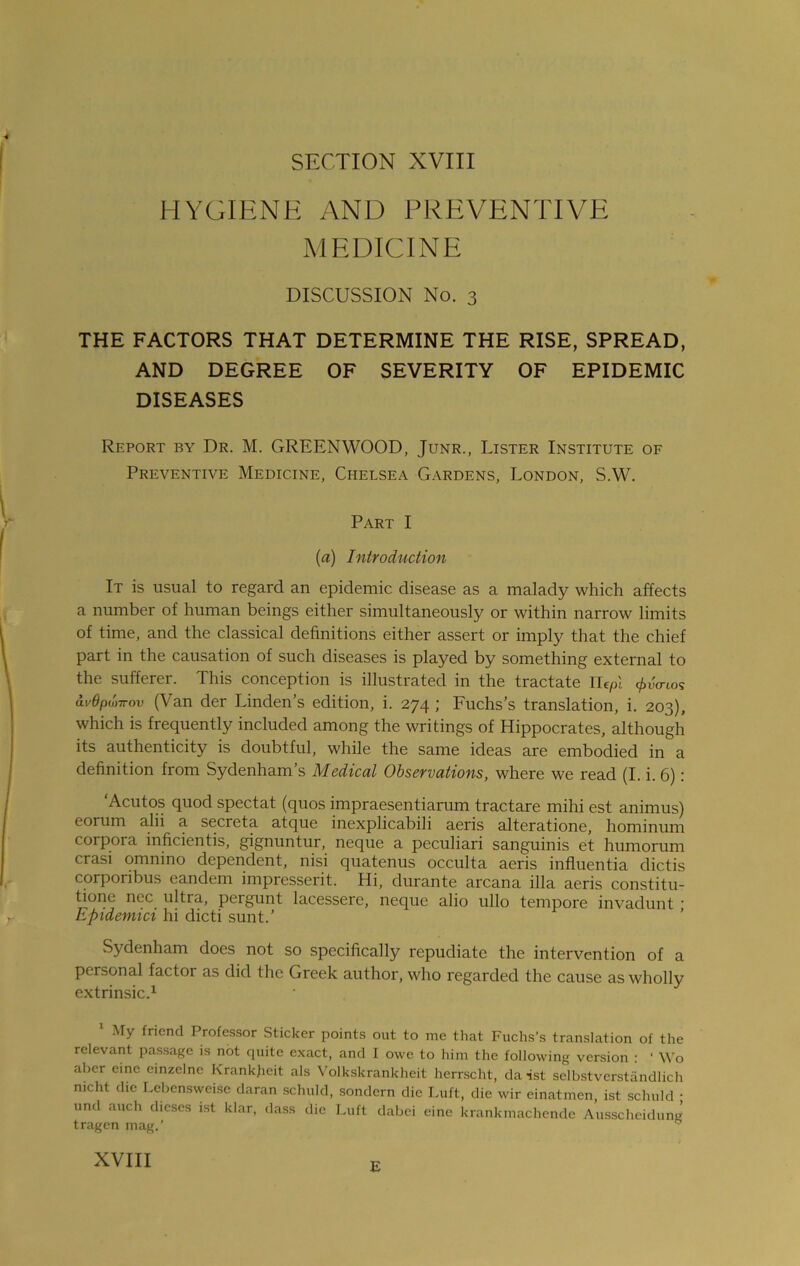 SECTION XVIII
HYGIENE AND PREVENTIVE
MEDICINE
DISCUSSION No. 3
THE FACTORS THAT DETERMINE THE RISE, SPREAD,
AND DEGREE OF SEVERITY OF EPIDEMIC
DISEASES
Report by Dr. M. GREENWOOD, Junr., Lister Institute of
Preventive Medicine, Chelsea Gardens, London, S.W.
Part I
(a) Introduction
It is usual to regard an epidemic disease as a malady which affects
a number of human beings either simultaneously or within narrow limits
of time, and the classical definitions either assert or imply that the chief
part in the causation of such diseases is played by something external to
the sufferer. This conception is illustrated in the tractate Περὶ φύσιος
ἀνθρώπου (Van der Linden's edition, i. 274 ; Fuchs's translation, i. 203),
which is frequently included among the writings of Hippocrates, although
its authenticity is doubtful, while the same ideas are embodied in a
definition from Sydenham's Medical Observations, where we read (I. i. 6) :
'Acutos quod spectat (quos impraesentiarum tractare mihi est animus)
eorum alii a secreta atque inexplicabili aeris alteratione, hominum
corpora inficientis, gignuntur, neque a peculiari sanguinis et humorum
crasi omnino dependent, nisi quatenus occulta aeris influentia dictis
corporibus eandem impresserit. Hi, durante arcana illa aeris constitu-
tione nec ultra, pergunt lacessere, neque alio ullo tempore invadunt ;
Epidemici hi dicti sunt.'
Sydenham does not so specifically repudiate the intervention of a
personal factor as did the Greek author, who regarded the cause as wholly
extrinsic.¹
¹ My friend Professor Sticker points out to me that Fuchs's translation of the
relevant passage is not quite exact, and I owe to him the following version : ' Wo
aber eine einzelne Krankheit als Volkskrankheit herrscht, da ist selbstverständlich
nicht die Lebensweise daran schuld, sondern die Luft, die wir einatmen, ist schuld ;
und auch dieses ist klar, dass die Luft dabei eine krankmachende Ausscheidung
tragen mag.'
XVIII
E